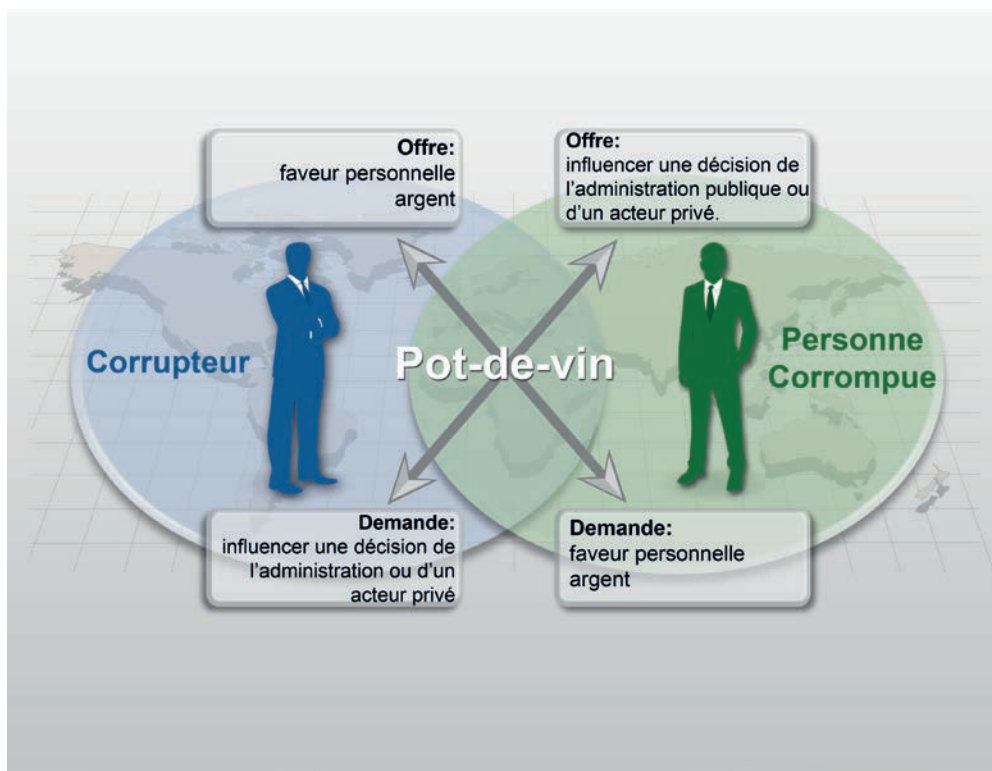 Offre:
faveur personnelle
argent
Offre:
influencer une décision de
l'administration publique ou
d'un acteur privé.
Corrupteur
Pot-de-vin
Personne
Corrompue
Demande:
influencer une décision de
l'administration ou d'un
acteur privé
Demande:
faveur personnelle
argent